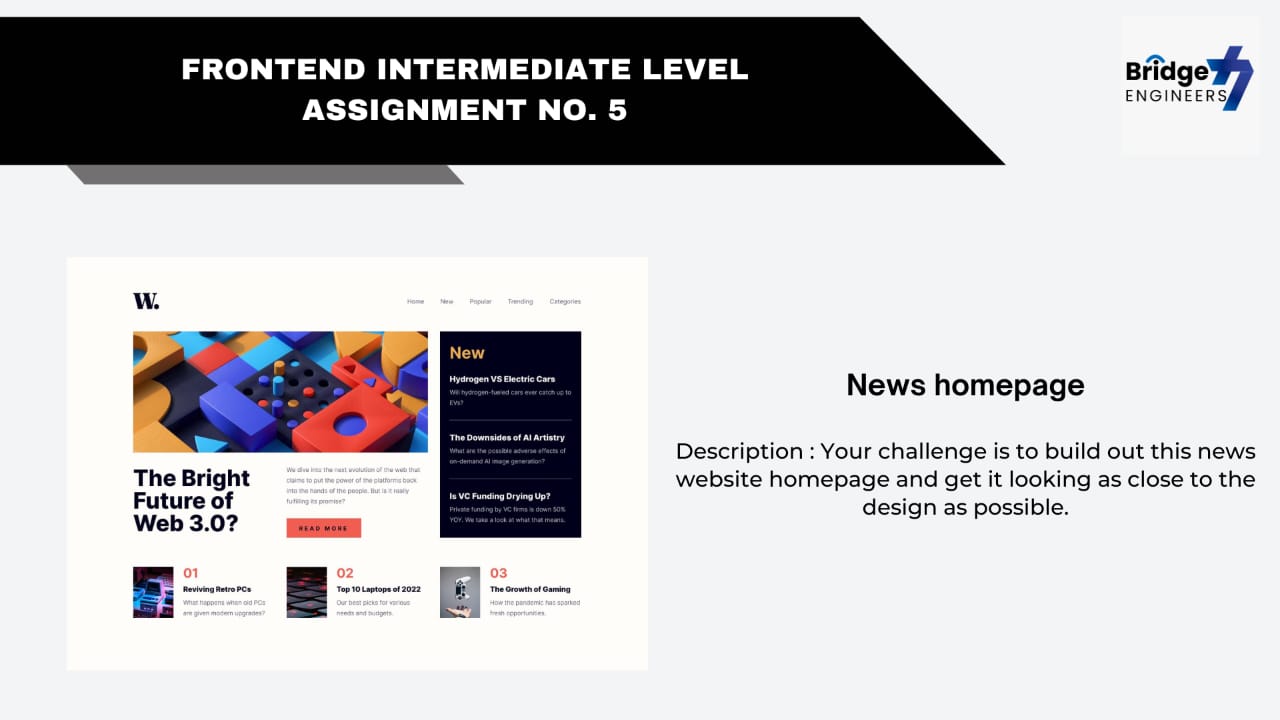 FRONTEND INTERMEDIATE LEVEL
ASSIGNMENT NO. 5
Bridge
ENGINEERS
W.
Home New Popular Trending Categories
New
Hydrogen VS Electric Cars
Will hydrogen-fueled cars ever catch up to
EVs?
The Downsides of AI Artistry
What are the possible adverse effects of
on-demand AI image generation?
Is VC Funding Drying Up?
Private funding by VC firms is down 50%
YOY. We take a look at what that means.
The Bright
Future of
Web 3.0?
We dive into the next evolution of the web that
claims to put the power of the platforms back
into the hands of the people. But is it really
fulfilling its promise?
READ MORE
01
Reviving Retro PCs
What happens when old PCs
are given modern upgrades?
02
Top 10 Laptops of 2022
Our best picks for various
needs and budgets.
03
The Growth of Gaming
How the pandemic has sparked
fresh opportunities.
News homepage
Description : Your challenge is to build out this news
website homepage and get it looking as close to the
design as possible.